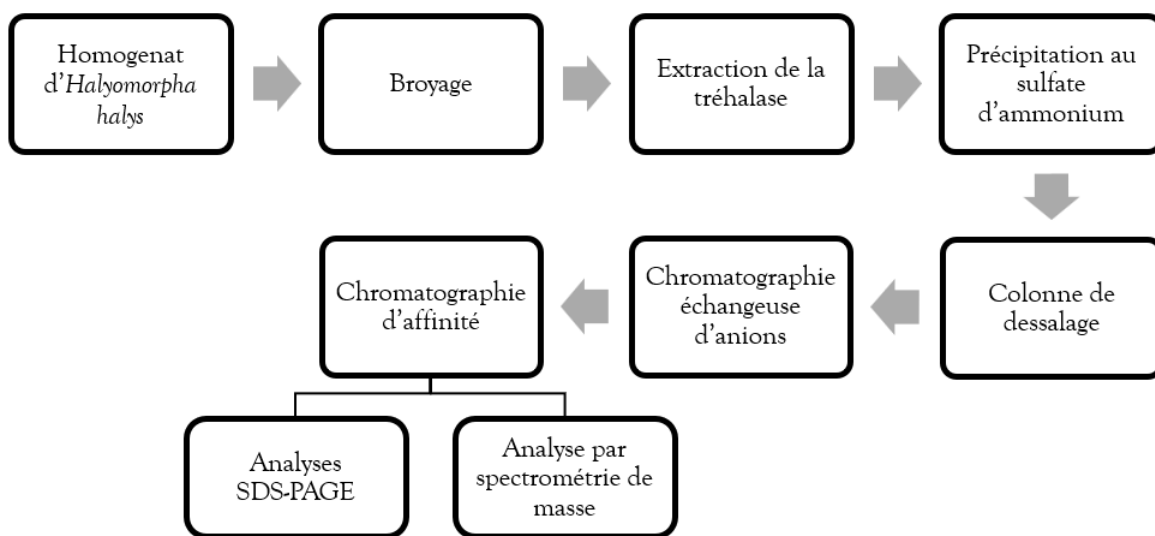 Homogenat
d'Halyomorpha
halys
Broyage
Extraction de la
tréhalase
Précipitation au
sulfate
d'ammonium
Colonne de
dessalage
Chromatographie
échangeuse
d'anions
Chromatographie
d'affinité
Analyses
SDS-PAGE
Analyse par
spectrométrie de
masse